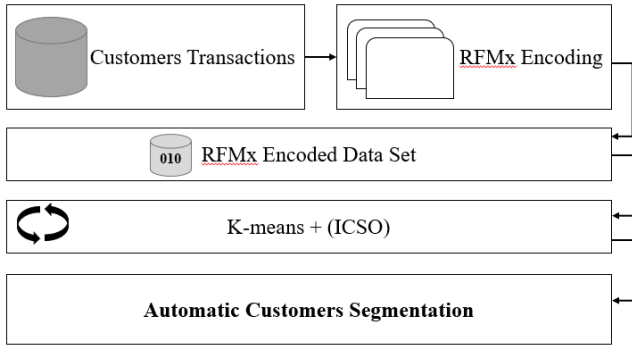 Customers Transactions
RFMx Encoding
010
RFMx Encoded Data Set
K-means + (ICSO)
Automatic Customers Segmentation